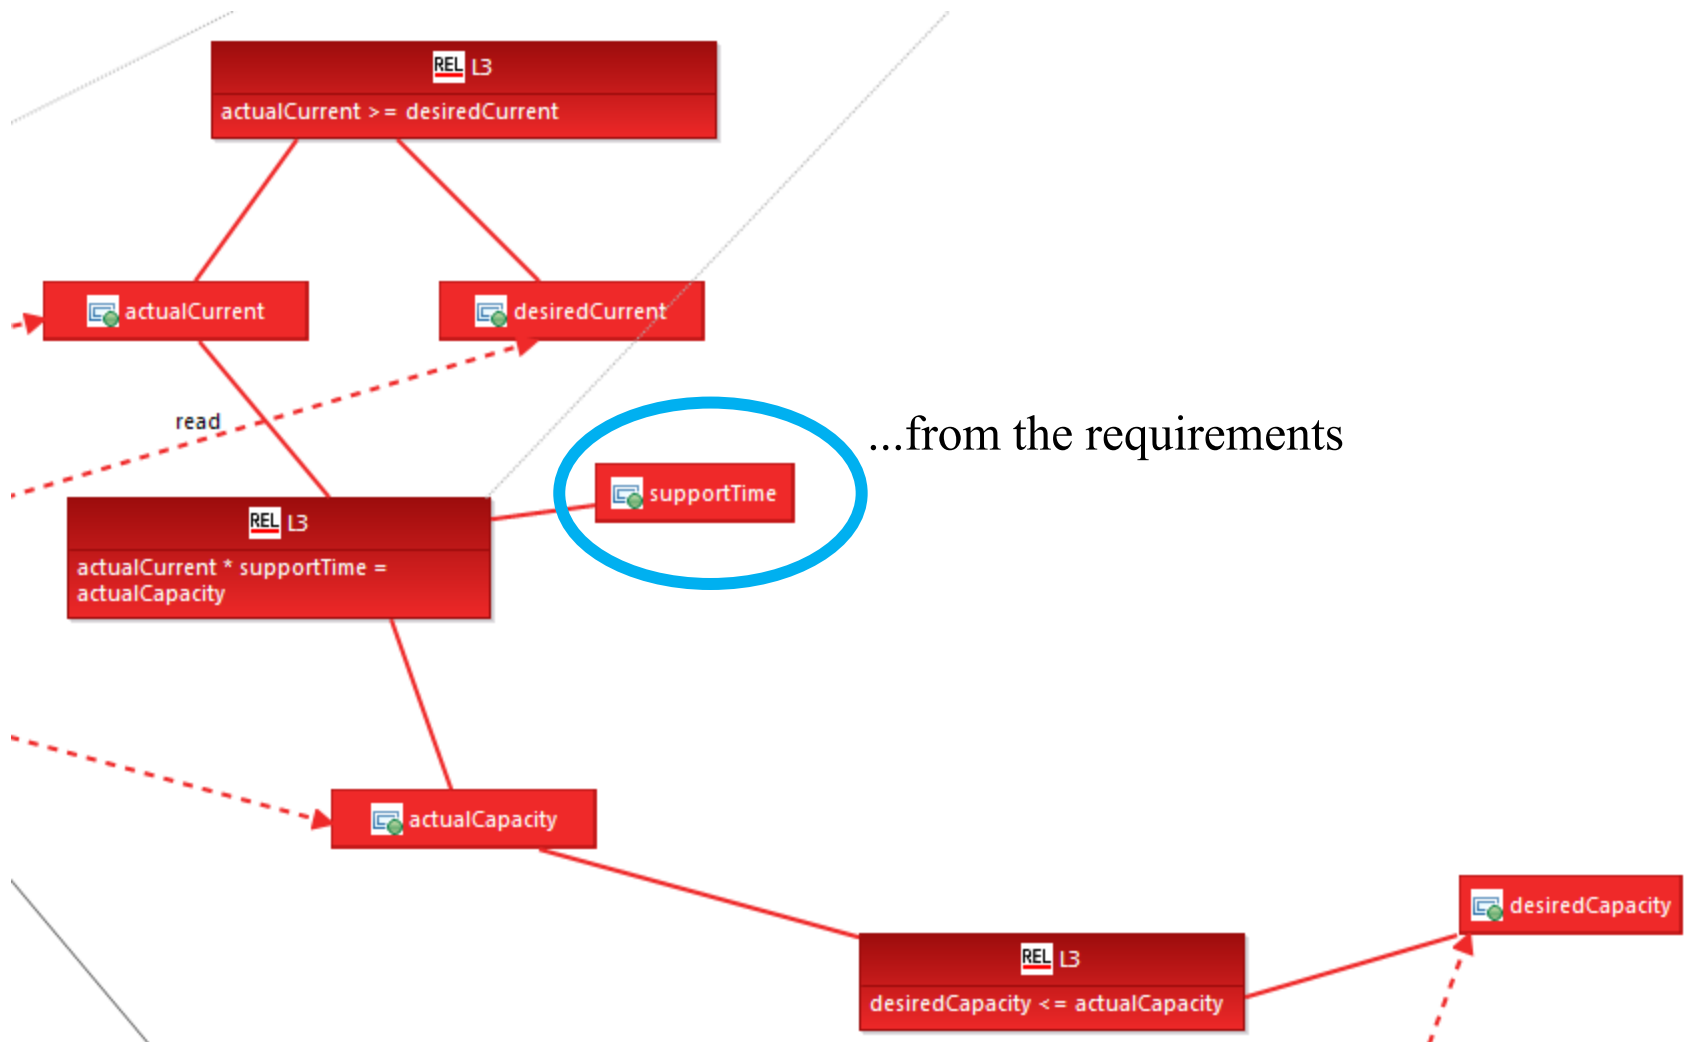 REL L3
actualCurrent >= desiredCurrent
actualCurrent
desiredCurrent
read
...from the requirements
supportTime
REL L3
actualCurrent * supportTime =
actualCapacity
actualCapacity
desiredCapacity
REL L3
desiredCapacity <= actualCapacity